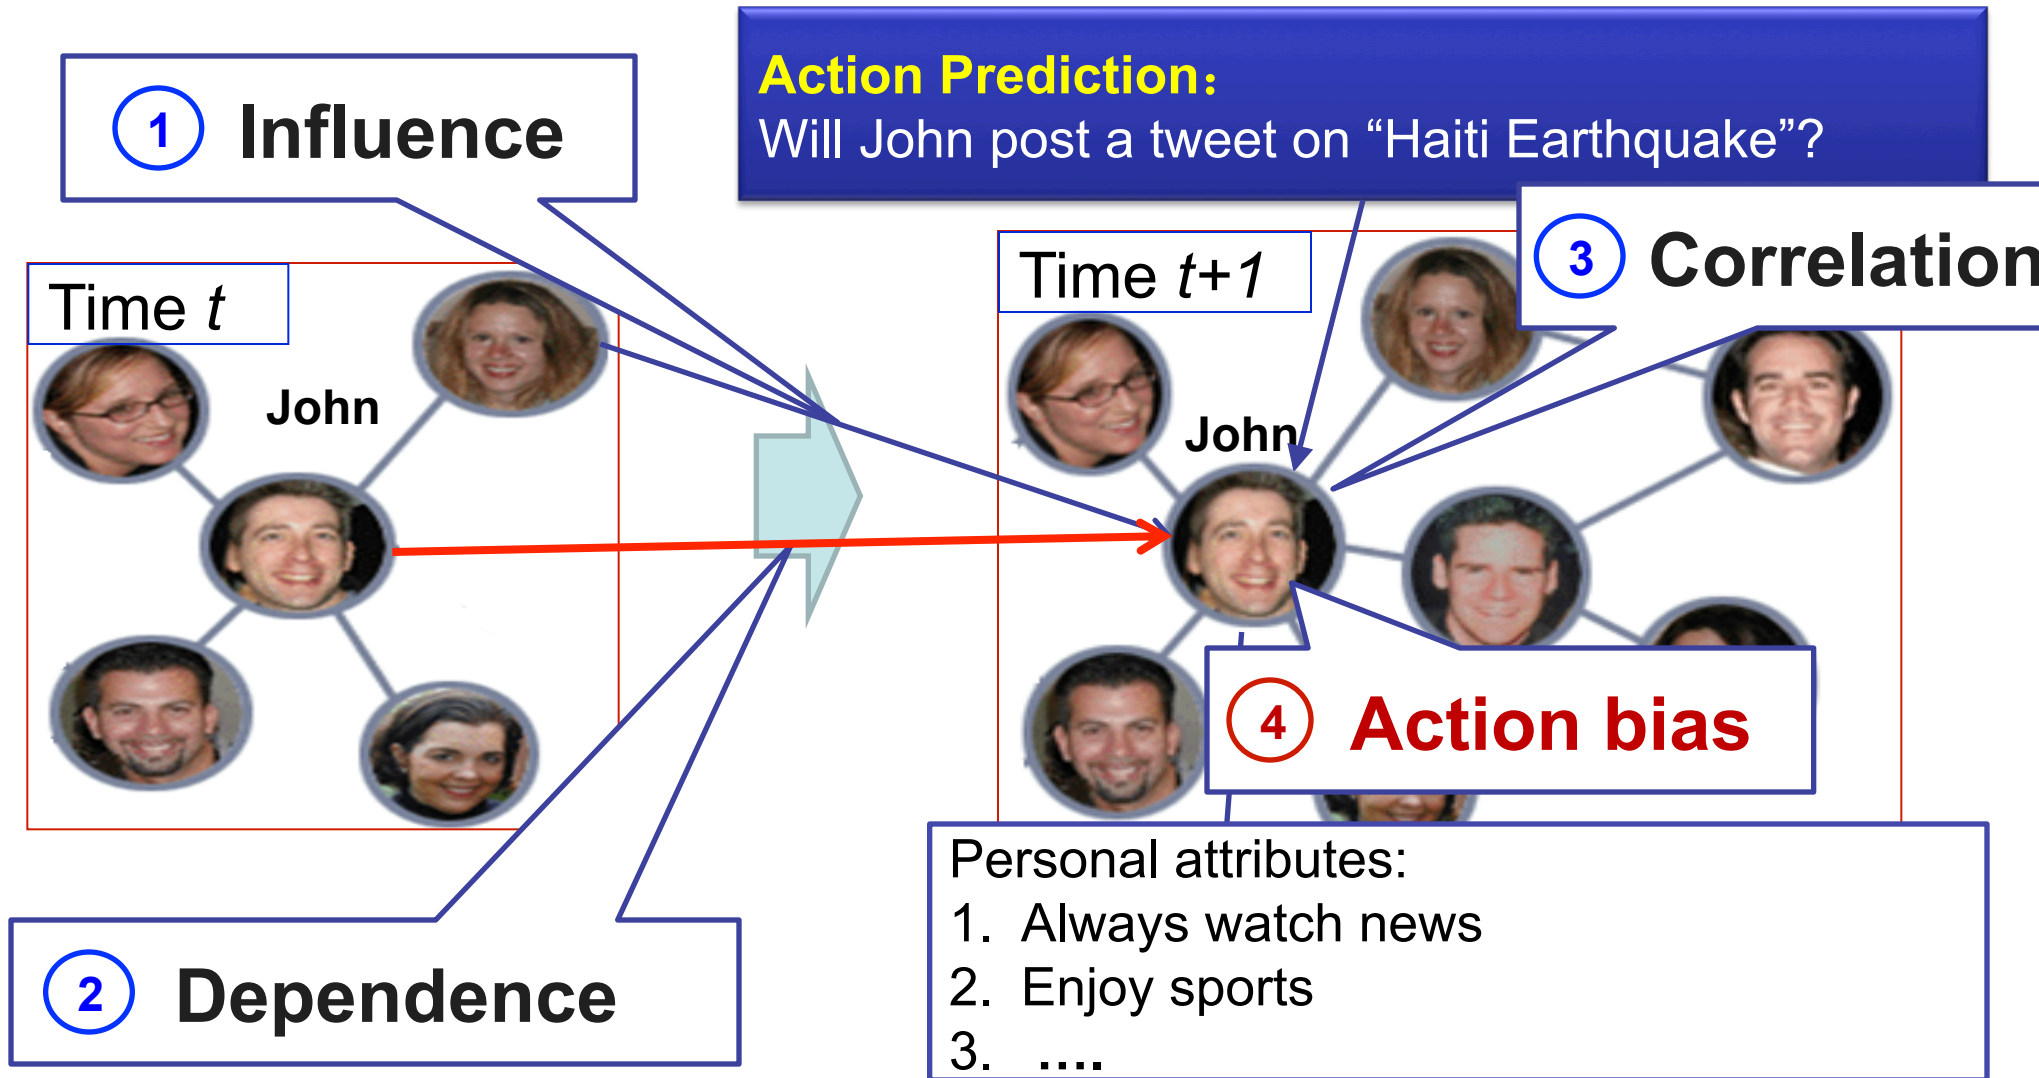 Action Prediction：
Will John post a tweet on “Haiti Earthquake”?
1 Influence
3 Correlation
Time t
Time t+1
John
John
4 Action bias
2 Dependence
Personal attributes:
1. Always watch news
2. Enjoy sports
3. ....